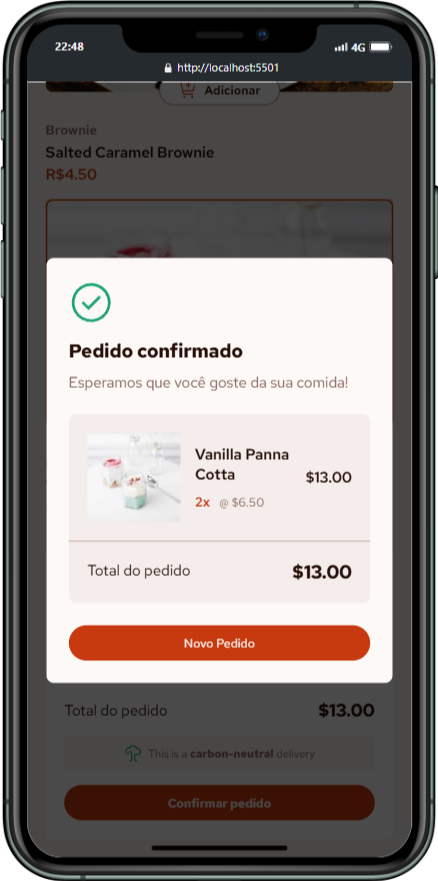 22:48
4G
http://localhost:5501
Adicionar
Brownie
Salted Caramel Brownie
R$4.50
Pedido confirmado
Esperamos que você goste da sua comida!
Vanilla Panna
Cotta
$13.00
2x @ $6.50
Total do pedido $13.00
Novo Pedido
Total do pedido $13.00
This is a carbon-neutral delivery
Confirmar pedido